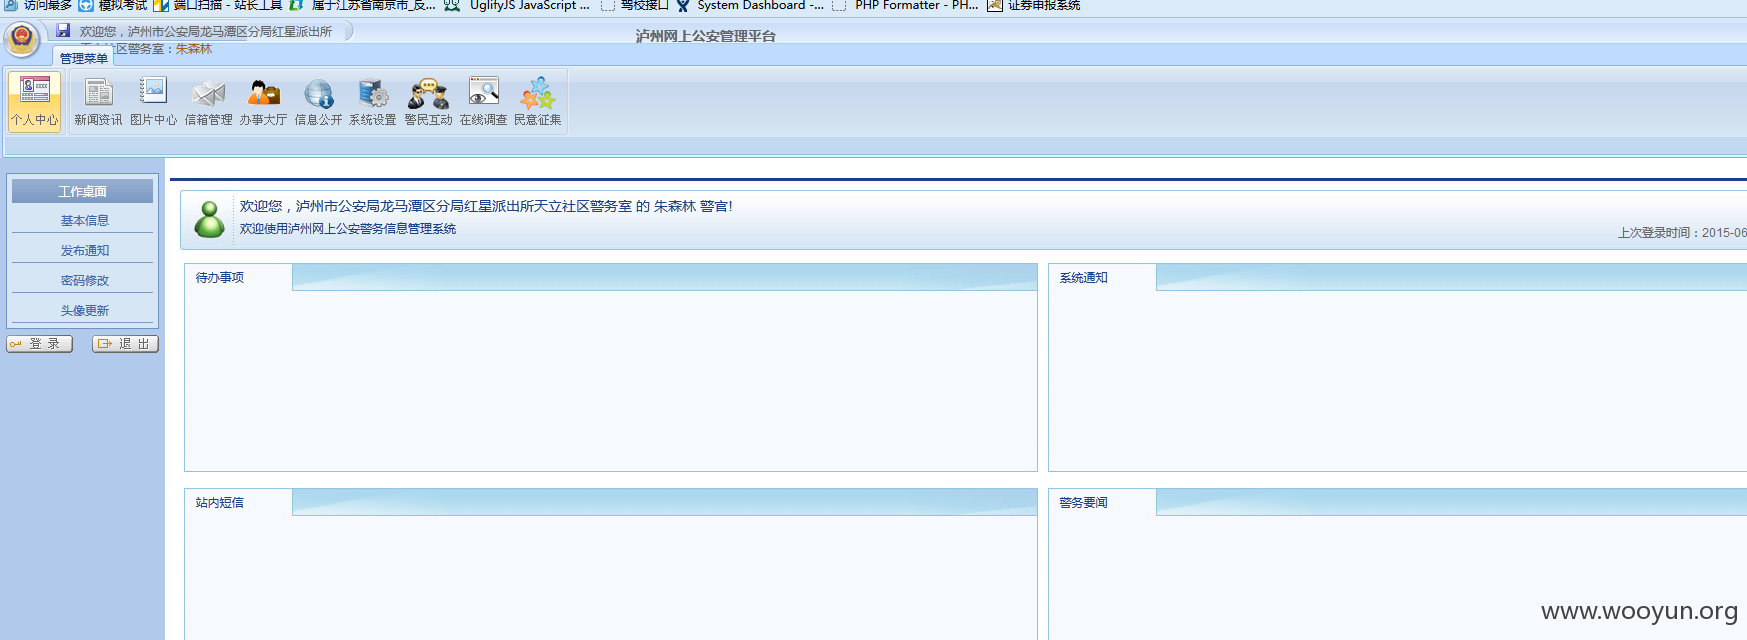 访问最多 模拟考试 端口扫描 - 站长工具 属于江苏省南京市_反... UglifyJS JavaScript ... 驾校接口 System Dashboard -... PHP Formatter - PH... 证券申报系统
欢迎您，泸州市公安局龙马潭区分局红星派出所
天立社区警务室：朱森林
泸州网上公安管理平台
管理菜单
个人中心 新闻资讯 图片中心 信箱管理 办事大厅 信息公开 系统设置 警民互动 在线调查 民意征集
工作桌面
基本信息
发布通知
密码修改
头像更新
登 录 退 出
欢迎您，泸州市公安局龙马潭区分局红星派出所天立社区警务室 的 朱森林 警官!
欢迎使用泸州网上公安警务信息管理系统
上次登录时间：2015-06
待办事项
系统通知
站内短信
警务要闻
www.wooyun.org